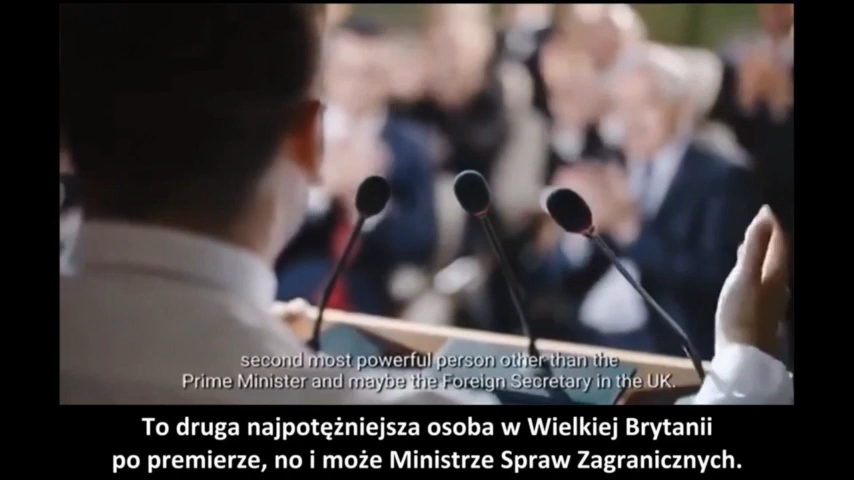 second most powerful person other than the
Prime Minister and maybe the Foreign Secretary in the UK.
To druga najpotężniejsza osoba w Wielkiej Brytanii
po premierze, no i może Ministrze Spraw Zagranicznych.